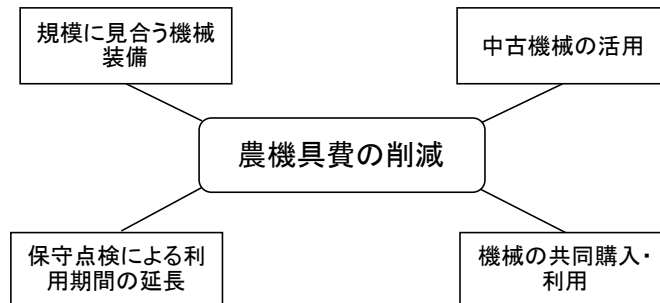 規模に見合う機械
装備
中古機械の活用
農機具費の削減
保守点検による利
用期間の延長
機械の共同購入・
利用